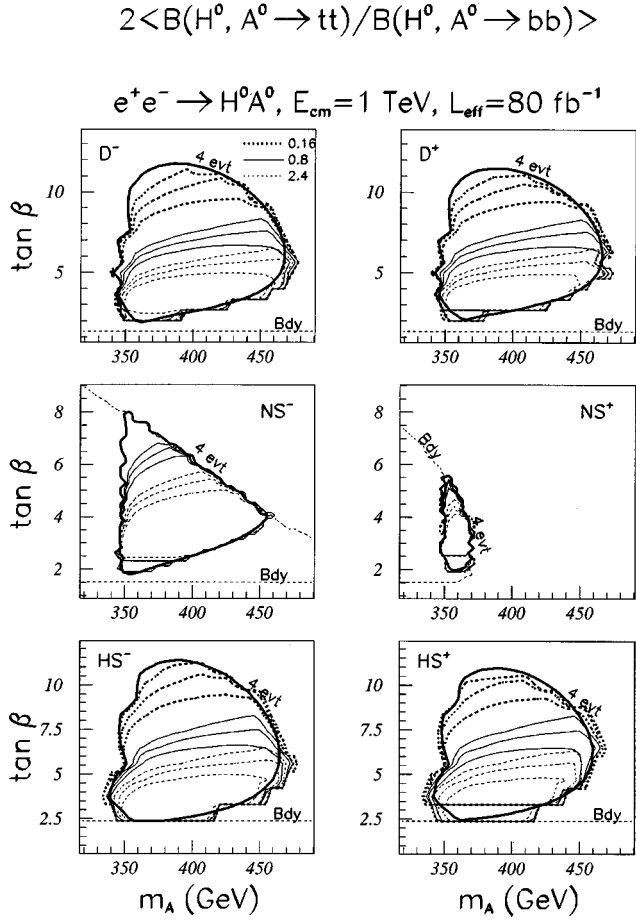 2<B(H⁰, A⁰→tt)/B(H⁰, A⁰→bb)>
e⁺e⁻→H⁰A⁰, E_cm=1 TeV, L_eff=80 fb⁻¹
D⁻ 4 evt 0.16
0.8
2.4
10
5
tan β
Bdy
350 400 450
D⁺ 4 evt
10
5
Bdy
350 400 450
NS⁻
8
6
4
2
tan β
4 evt
Bdy
350 400 450
NS⁺
8
6
4
2
Bdy
4 evt
Bdy
350 400 450
HS⁻
10
7.5
5
2.5
tan β
4 evt
Bdy
350 400 450
m_A (GeV)
HS⁺
10
7.5
5
2.5
4 evt
Bdy
350 400 450
m_A (GeV)